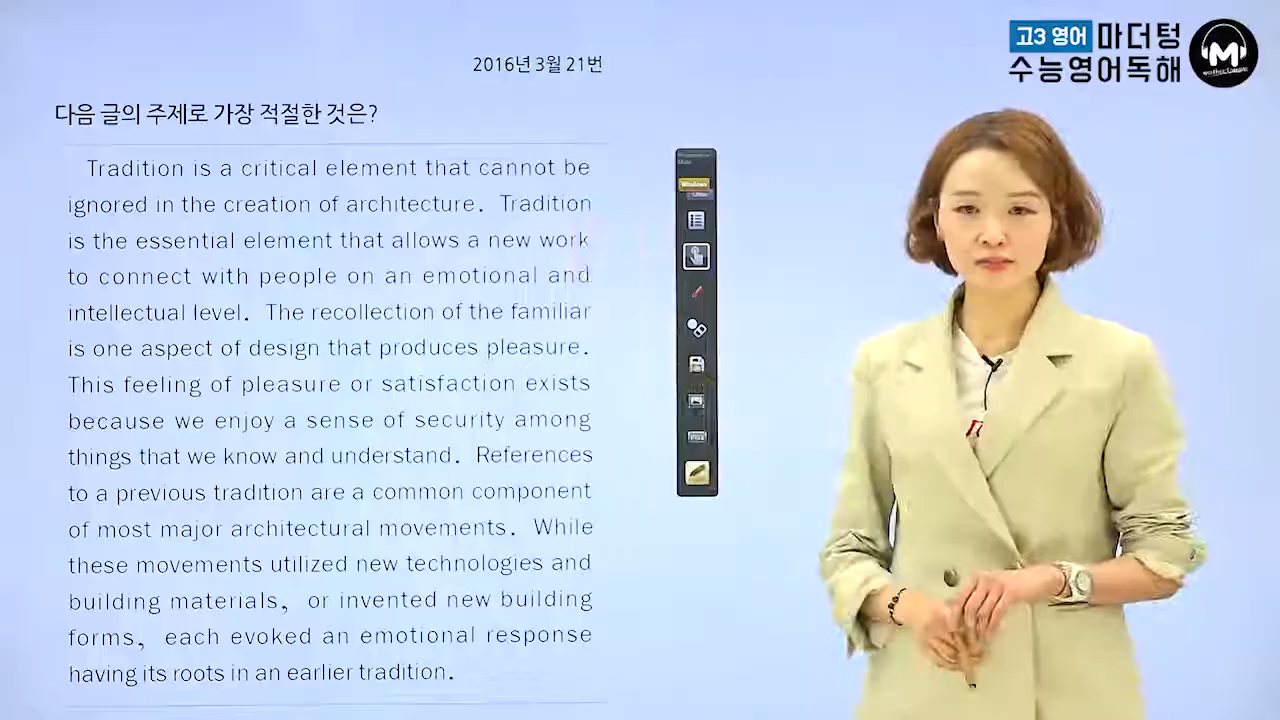 고3 영어 마더텅
수능영어독해
M
2016년 3월 21번
다음 글의 주제로 가장 적절한 것은?
Tradition is a critical element that cannot be
ignored in the creation of architecture. Tradition
is the essential element that allows a new work
to connect with people on an emotional and
intellectual level. The recollection of the familiar
is one aspect of design that produces pleasure.
This feeling of pleasure or satisfaction exists
because we enjoy a sense of security among
things that we know and understand. References
to a previous tradition are a common component
of most major architectural movements. While
these movements utilized new technologies and
building materials, or invented new building
forms, each evoked an emotional response
having its roots in an earlier tradition.